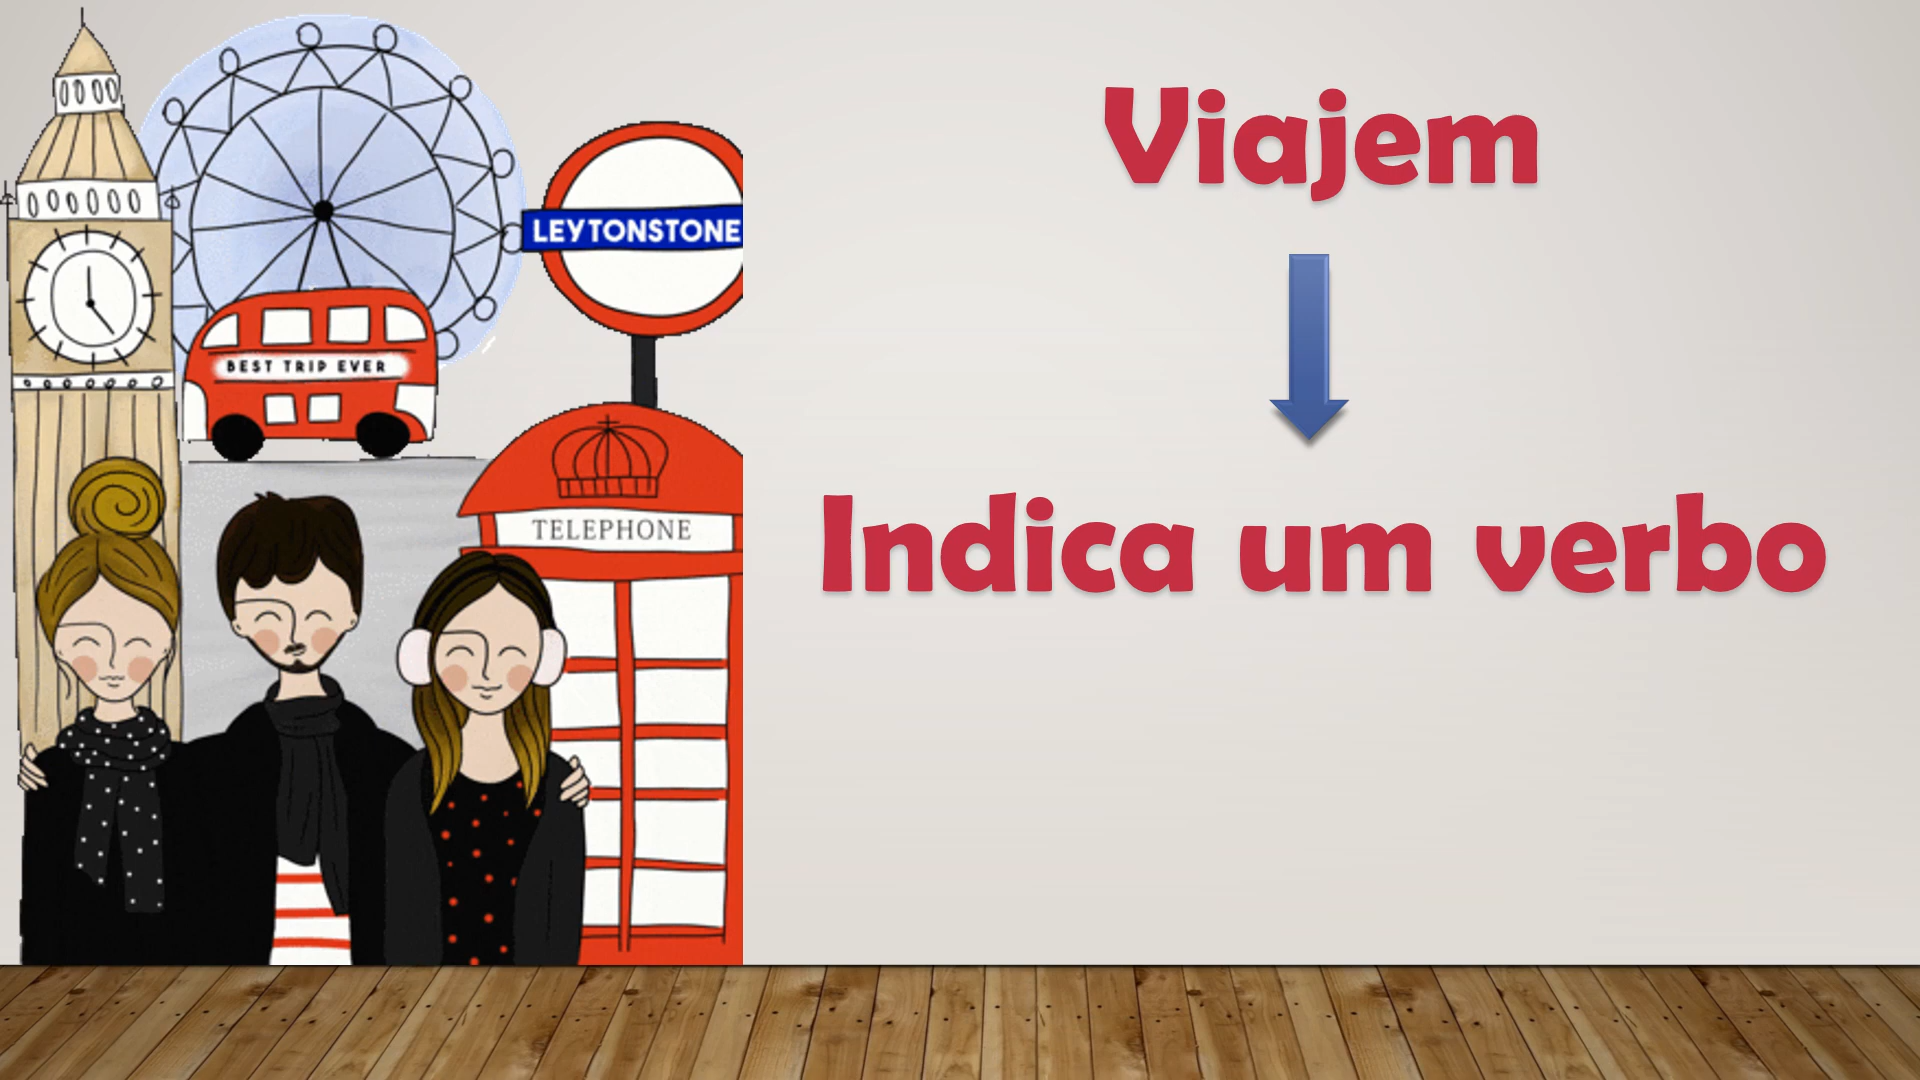 Viajem
LEYTONSTONE
BEST TRIP EVER
TELEPHONE
Indica um verbo